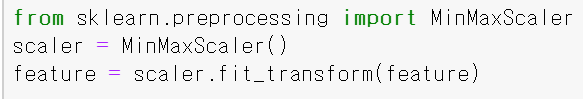 from sklearn.preprocessing import MinMaxScaler
scaler = MinMaxScaler()
feature = scaler.fit_transform(feature)